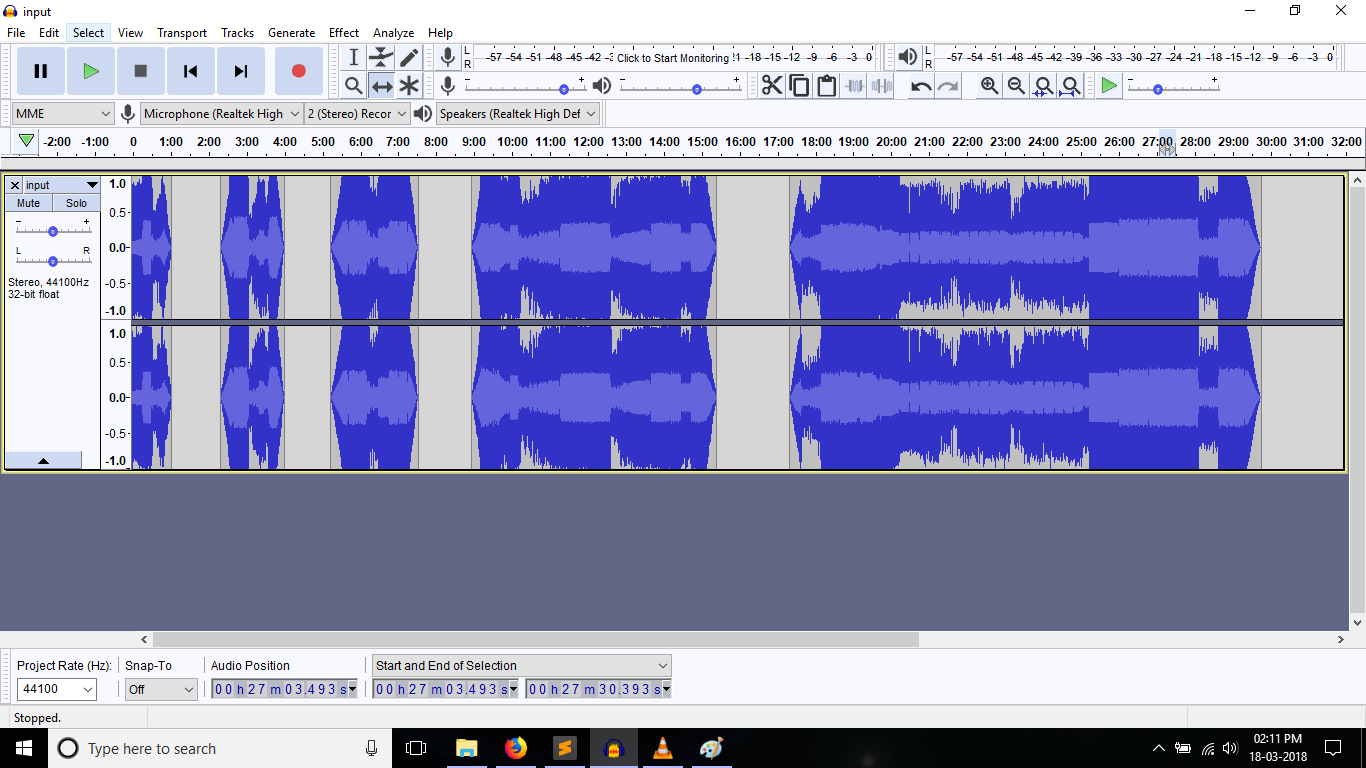 input
File Edit Select View Transport Tracks Generate Effect Analyze Help
L
R
-57 -54 -51 -48 -45 -42 -3 Click to Start Monitoring !1 -18 -15 -12 -9 -6 -3 0
L
R
-57 -54 -51 -48 -45 -42 -39 -36 -33 -30 -27 -24 -21 -18 -15 -12 -9 -6 -3 0
- +
- +
- +
MME
Microphone (Realtek High
2 (Stereo) Recor
Speakers (Realtek High Def
-2:00 -1:00 0 1:00 2:00 3:00 4:00 5:00 6:00 7:00 8:00 9:00 10:00 11:00 12:00 13:00 14:00 15:00 16:00 17:00 18:00 19:00 20:00 21:00 22:00 23:00 24:00 25:00 26:00 27:00 28:00 29:00 30:00 31:00 32:00
input
Mute Solo
- +
L R
Stereo, 44100Hz
32-bit float
1.0
0.5
0.0
-0.5
-1.0
1.0
0.5
0.0
-0.5
-1.0
Project Rate (Hz): Snap-To Audio Position Start and End of Selection
44100 Off 00 h 27 m 03.493 s 00 h 27 m 03.493 s 00 h 27 m 30.393 s
Stopped.
Type here to search
02:11 PM
18-03-2018